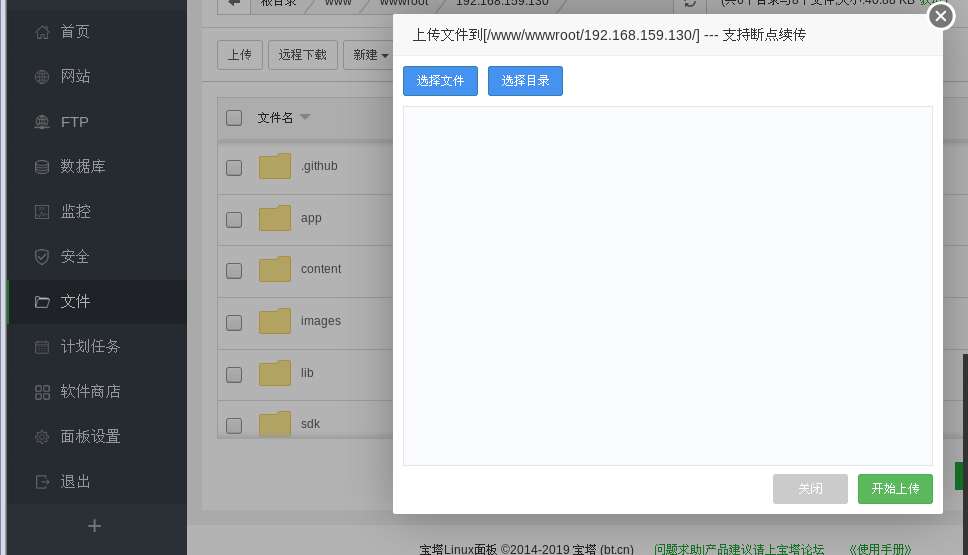 首页
网站
FTP
数据库
监控
安全
文件
计划任务
软件商店
面板设置
退出
根目录 www wwwroot 192.168.159.130
上传 远程下载 新建
文件名
.github
app
content
images
lib
sdk
上传文件到[/www/wwwroot/192.168.159.130/] --- 支持断点续传
选择文件 选择目录
关闭 开始上传
宝塔Linux面板 ©2014-2019 宝塔 (bt.cn) 问题求助|产品建议请上宝塔论坛 《使用手册》